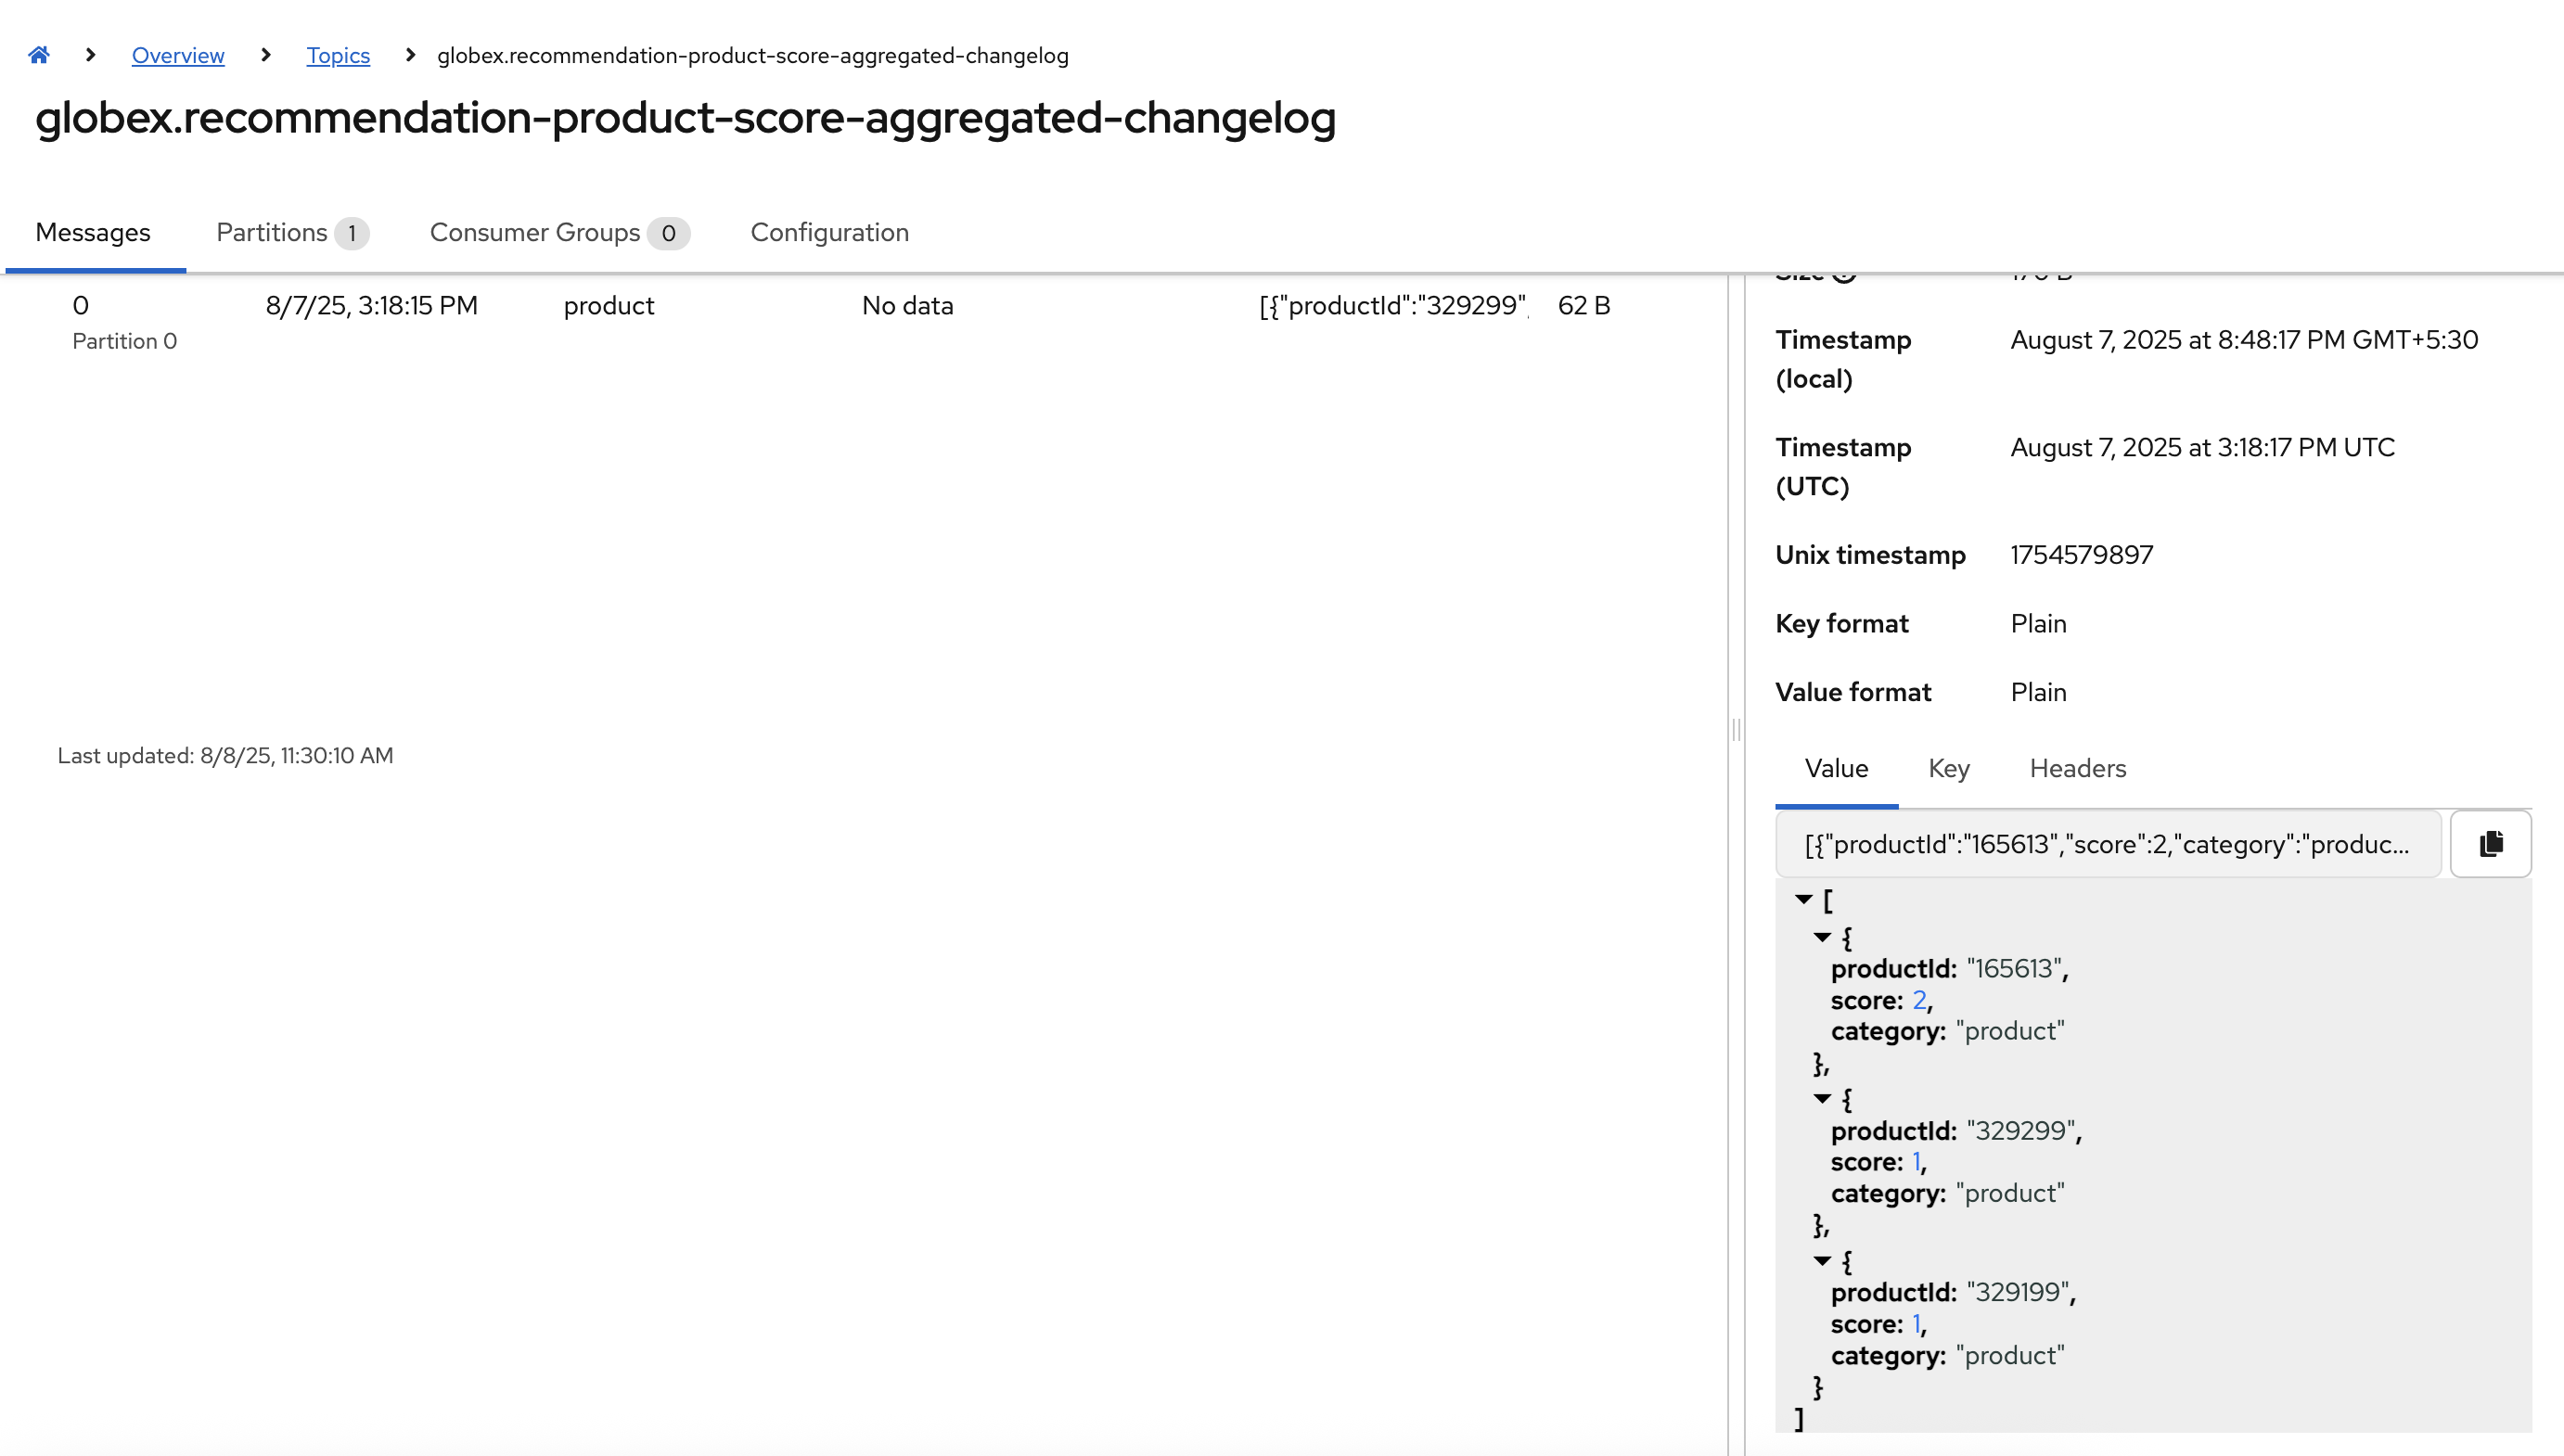 Overview Topics globex.recommendation-product-score-aggregated-changelog
globex.recommendation-product-score-aggregated-changelog
Messages Partitions 1 Consumer Groups 0 Configuration
0 8/7/25, 3:18:15 PM product No data [{"productId":"329299", 62 B
Partition 0
Last updated: 8/8/25, 11:30:10 AM
Size
Timestamp (local) August 7, 2025 at 8:48:17 PM GMT+5:30
Timestamp (UTC) August 7, 2025 at 3:18:17 PM UTC
Unix timestamp 1754579897
Key format Plain
Value format Plain
Value Key Headers
[{"productId":"165613","score":2,"category":"produc...
[
{
productId: "165613",
score: 2,
category: "product"
},
{
productId: "329299",
score: 1,
category: "product"
},
{
productId: "329199",
score: 1,
category: "product"
}
]